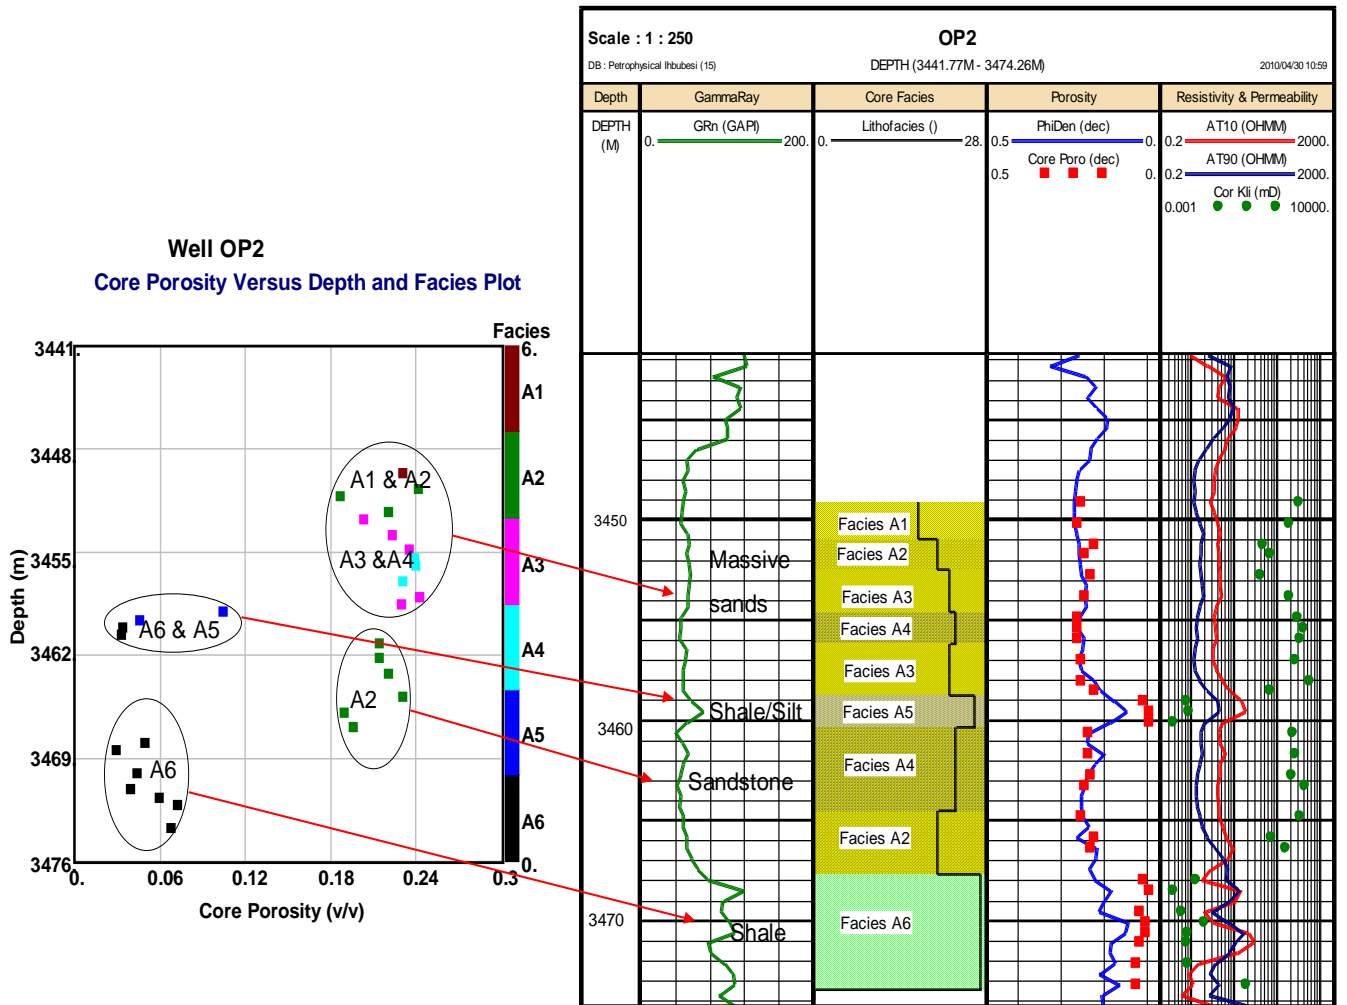 Well OP2
Core Porosity Versus Depth and Facies Plot
Facies
3441.
3448.
3455.
3462.
3469.
3476.
Depth (m)
0.
0.06
0.12
0.18
0.24
0.3
Core Porosity (v/v)
A1 & A2
A3 &A4
A6 & A5
A2
A6
6.
A1
A2
A3
A4
A5
A6
0.
Scale : 1 : 250
OP2
DB : Petrophysical Ihbubesi (15)
DEPTH (3441.77M - 3474.26M)
2010/04/30 10:59
Depth
GammaRay
Core Facies
Porosity
Resistivity & Permeability
DEPTH
(M)
GRn (GAPI)
0.
200.
Lithofacies ()
0.
28.
PhiDen (dec)
0.5
0.
Core Poro (dec)
0.5
0.
AT10 (OHMM)
0.2
2000.
AT90 (OHMM)
0.2
2000.
Cor Kli (mD)
0.001
10000.
3450
3460
3470
Massive
sands
Shale/Silt
Sandstone
Shale
Facies A1
Facies A2
Facies A3
Facies A4
Facies A3
Facies A5
Facies A4
Facies A2
Facies A6